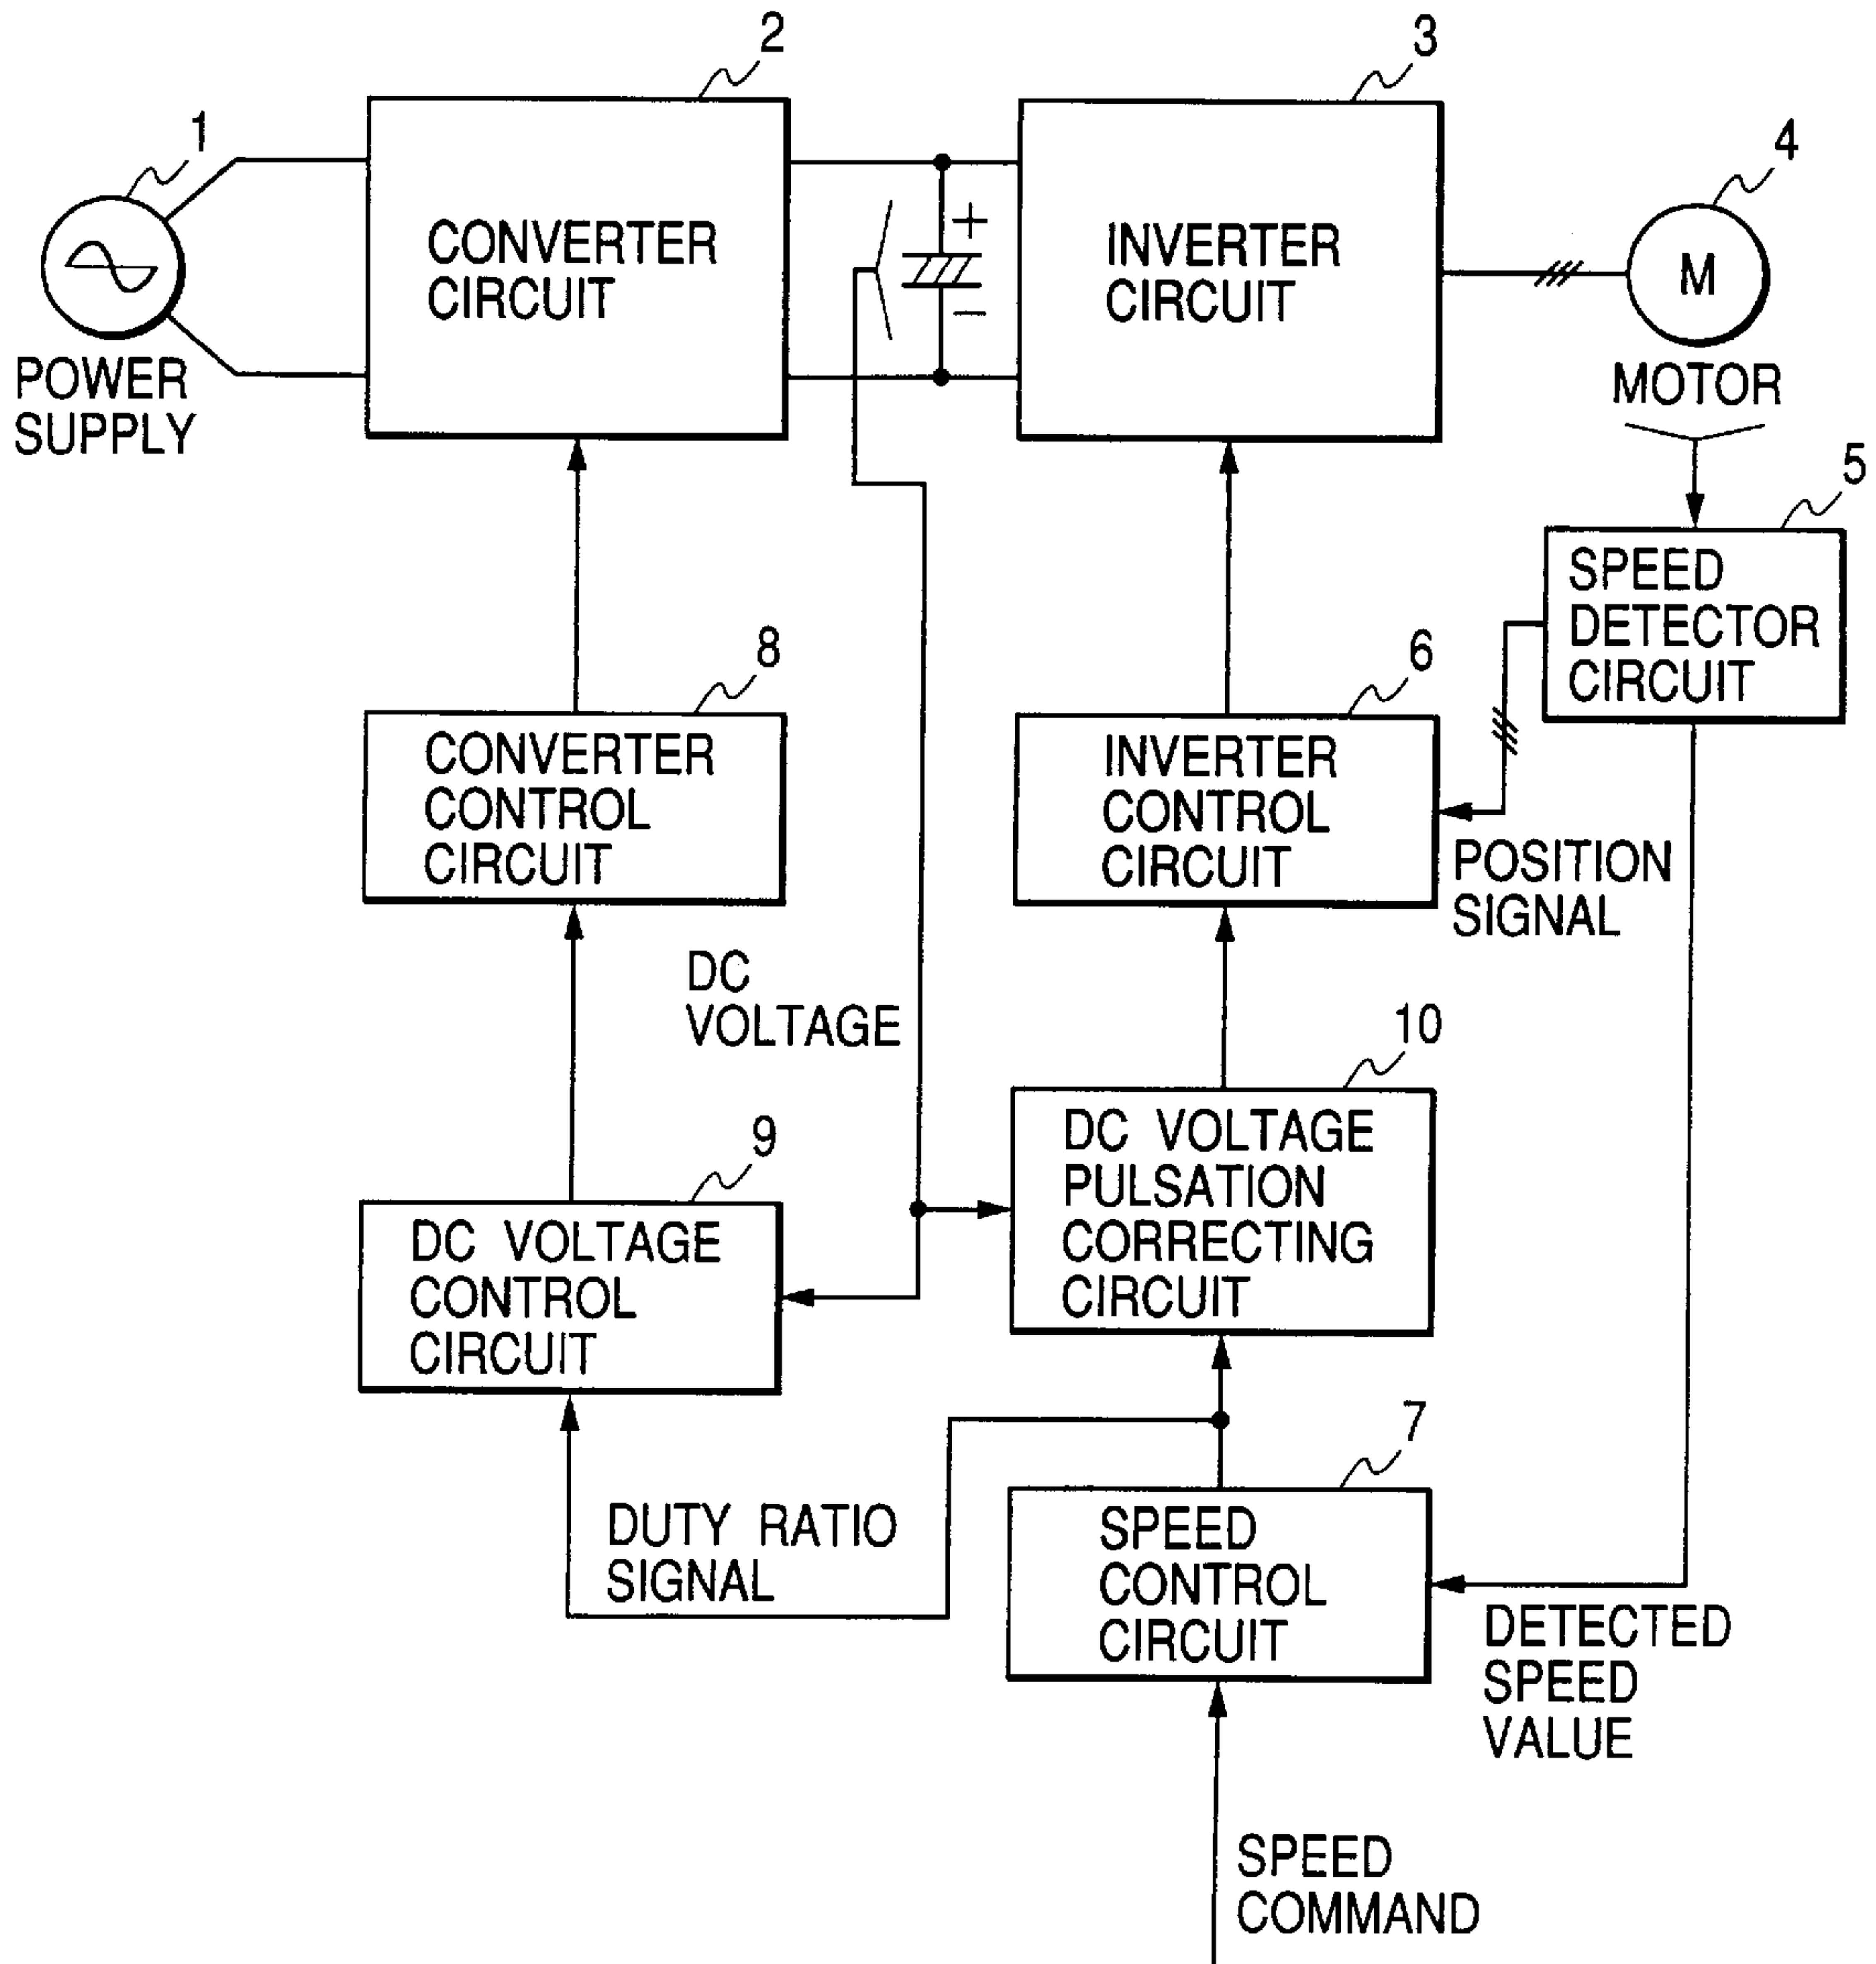 2
3
1
4
CONVERTER
CIRCUIT
+
−
INVERTER
CIRCUIT
M
POWER
SUPPLY
MOTOR
5
SPEED
DETECTOR
CIRCUIT
8
6
CONVERTER
CONTROL
CIRCUIT
INVERTER
CONTROL
CIRCUIT
POSITION
SIGNAL
DC
VOLTAGE
10
9
DC VOLTAGE
PULSATION
CORRECTING
CIRCUIT
DC VOLTAGE
CONTROL
CIRCUIT
7
DUTY RATIO
SIGNAL
SPEED
CONTROL
CIRCUIT
DETECTED
SPEED
VALUE
SPEED
COMMAND